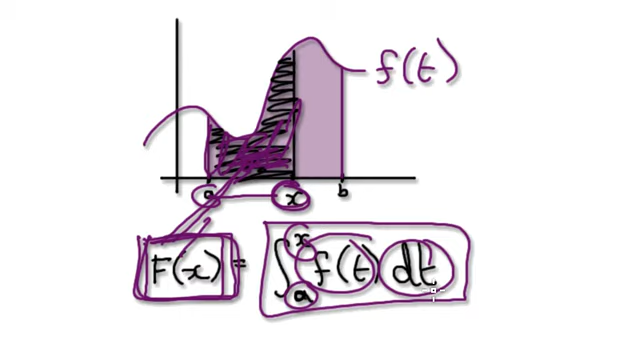 f(t)
a x b
F(x) = ∫ₐˣ f(t) dt